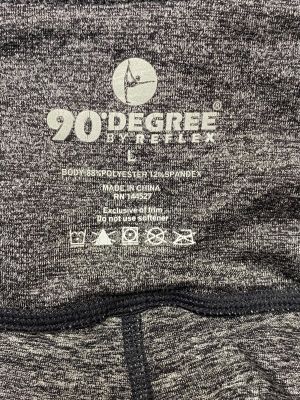 90°DEGREE®
BY REFLEX
L
BODY:88%POLYESTER 12%SPANDEX
MADE IN CHINA
RN 144527
Exclusive of trim
Do not use softener